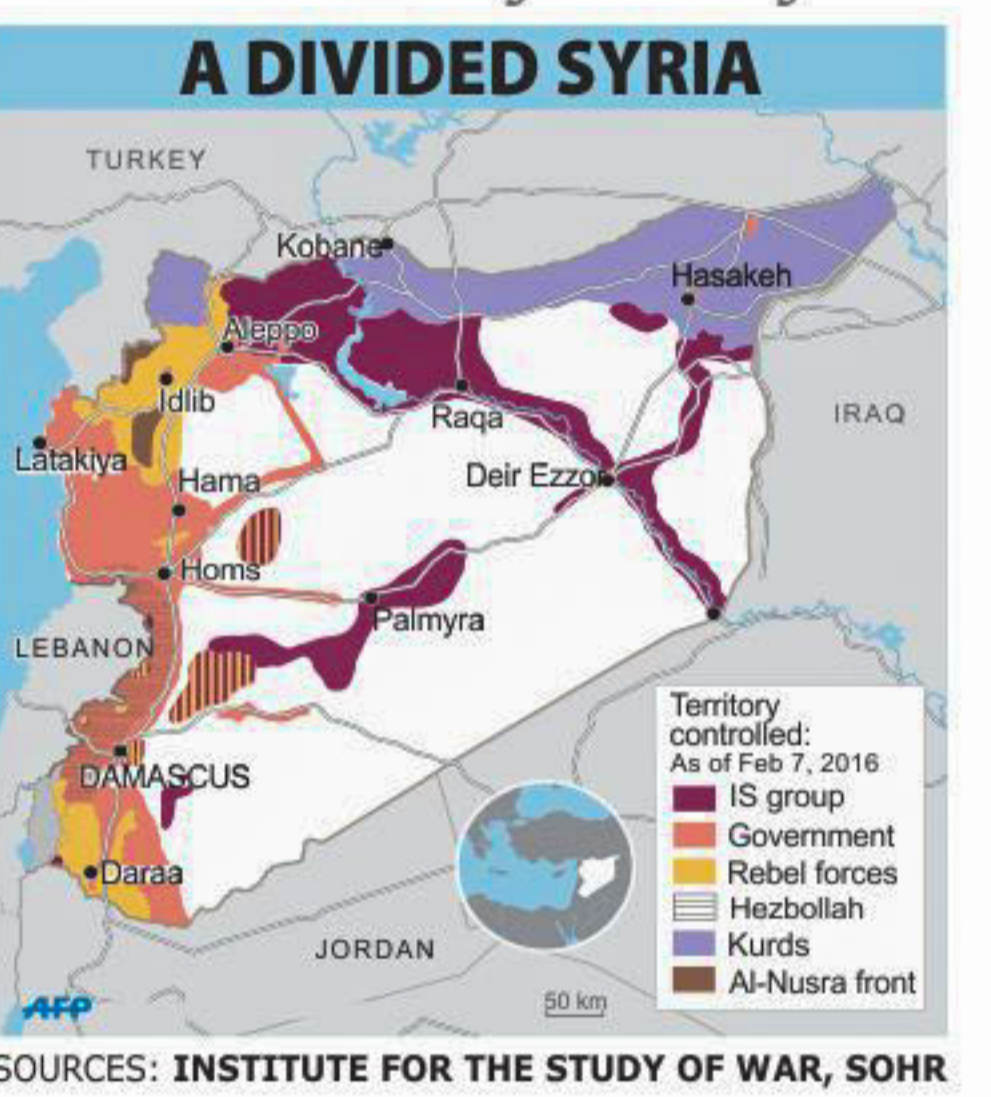 A DIVIDED SYRIA
TURKEY
Kobane
Hasakeh
Aleppo
Idlib
Raqa
IRAQ
Latakiya
Hama
Deir Ezzor
Homs
Palmyra
LEBANON
DAMASCUS
Daraa
JORDAN
Territory
controlled:
As of Feb 7, 2016
IS group
Government
Rebel forces
Hezbollah
Kurds
Al-Nusra front
50 km
AFP
SOURCES: INSTITUTE FOR THE STUDY OF WAR, SOHR